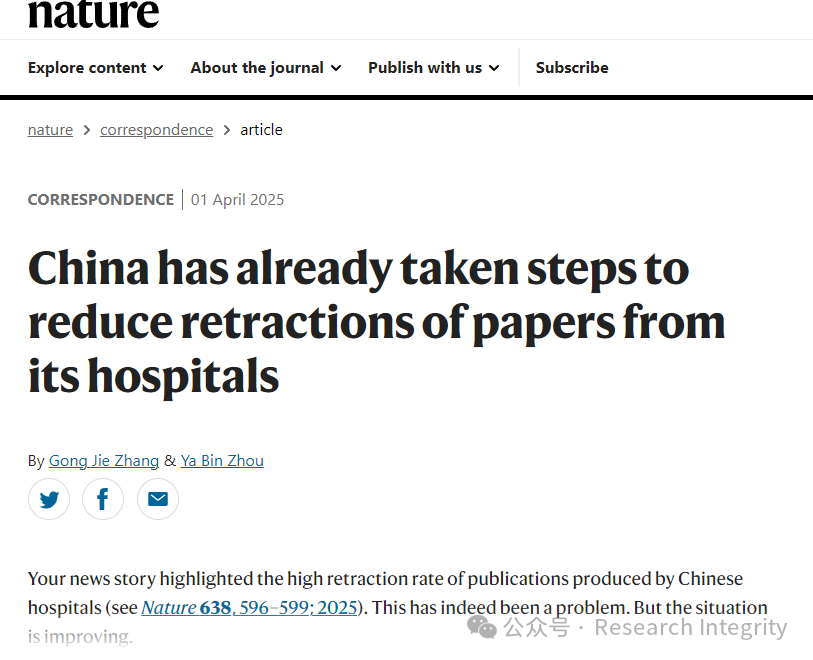 nature
Explore content About the journal Publish with us Subscribe
nature > correspondence > article
CORRESPONDENCE | 01 April 2025
China has already taken steps to
reduce retractions of papers from
its hospitals
By Gong Jie Zhang & Ya Bin Zhou
Your news story highlighted the high retraction rate of publications produced by Chinese
hospitals (see Nature 638, 596–599; 2025). This has indeed been a problem. But the situation
is improving.
公众号 · Research Integrity